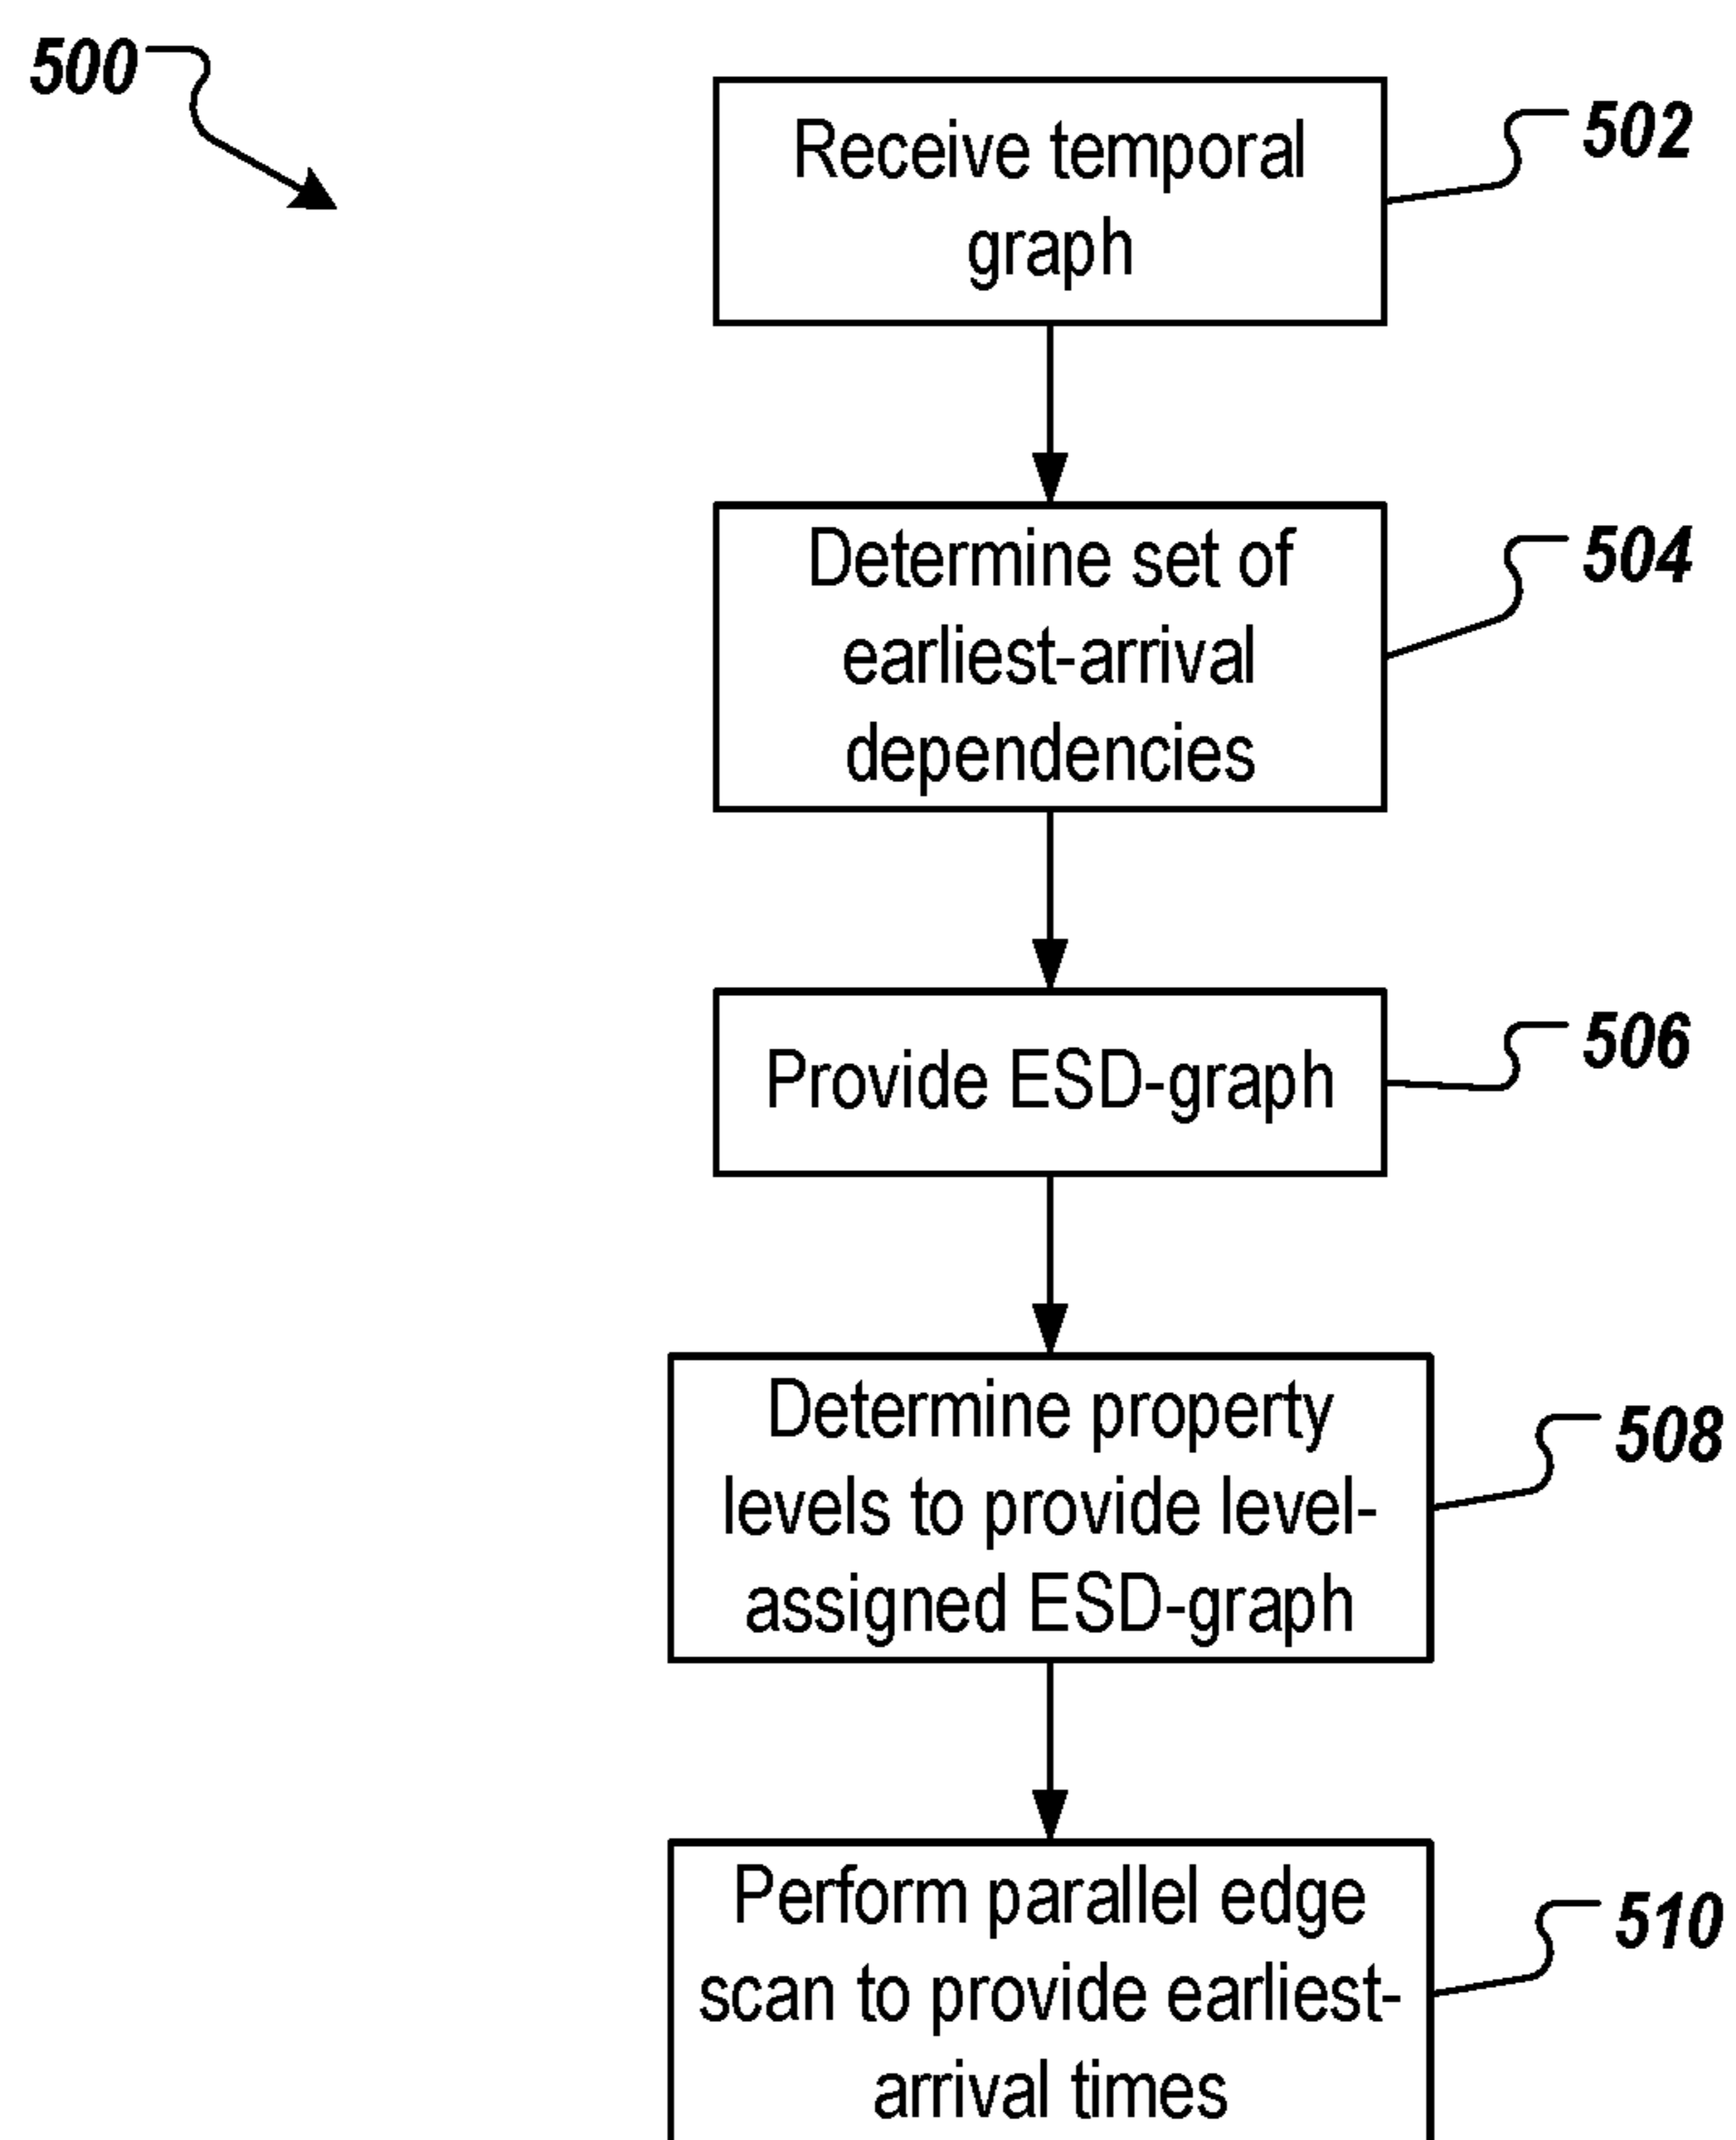 500
Receive temporal
graph
502
Determine set of
earliest-arrival
dependencies
504
Provide ESD-graph
506
Determine property
levels to provide level-
assigned ESD-graph
508
Perform parallel edge
scan to provide earliest-
arrival times
510